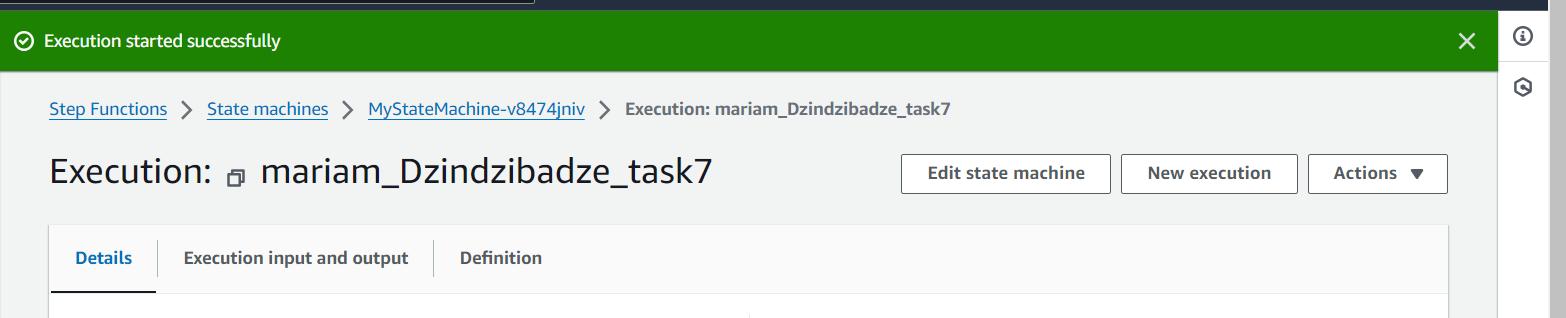 Execution started successfully
Step Functions > State machines > MyStateMachine-v8474jniv > Execution: mariam_Dzindzibadze_task7
Execution: mariam_Dzindzibadze_task7
Edit state machine
New execution
Actions
Details
Execution input and output
Definition